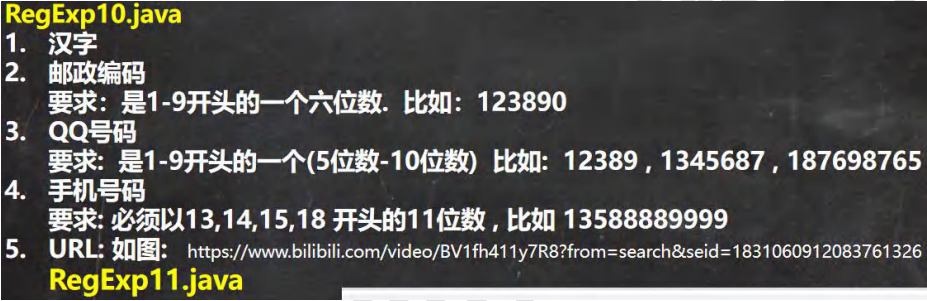 RegExp10.java
1. 汉字
2. 邮政编码
要求：是1-9开头的一个六位数. 比如：123890
3. QQ号码
要求: 是1-9开头的一个(5位数-10位数) 比如: 12389 , 1345687 , 187698765
4. 手机号码
要求: 必须以13,14,15,18 开头的11位数 , 比如 13588889999
5. URL: 如图: https://www.bilibili.com/video/BV1fh411y7R8?from=search&seid=1831060912083761326
RegExp11.java